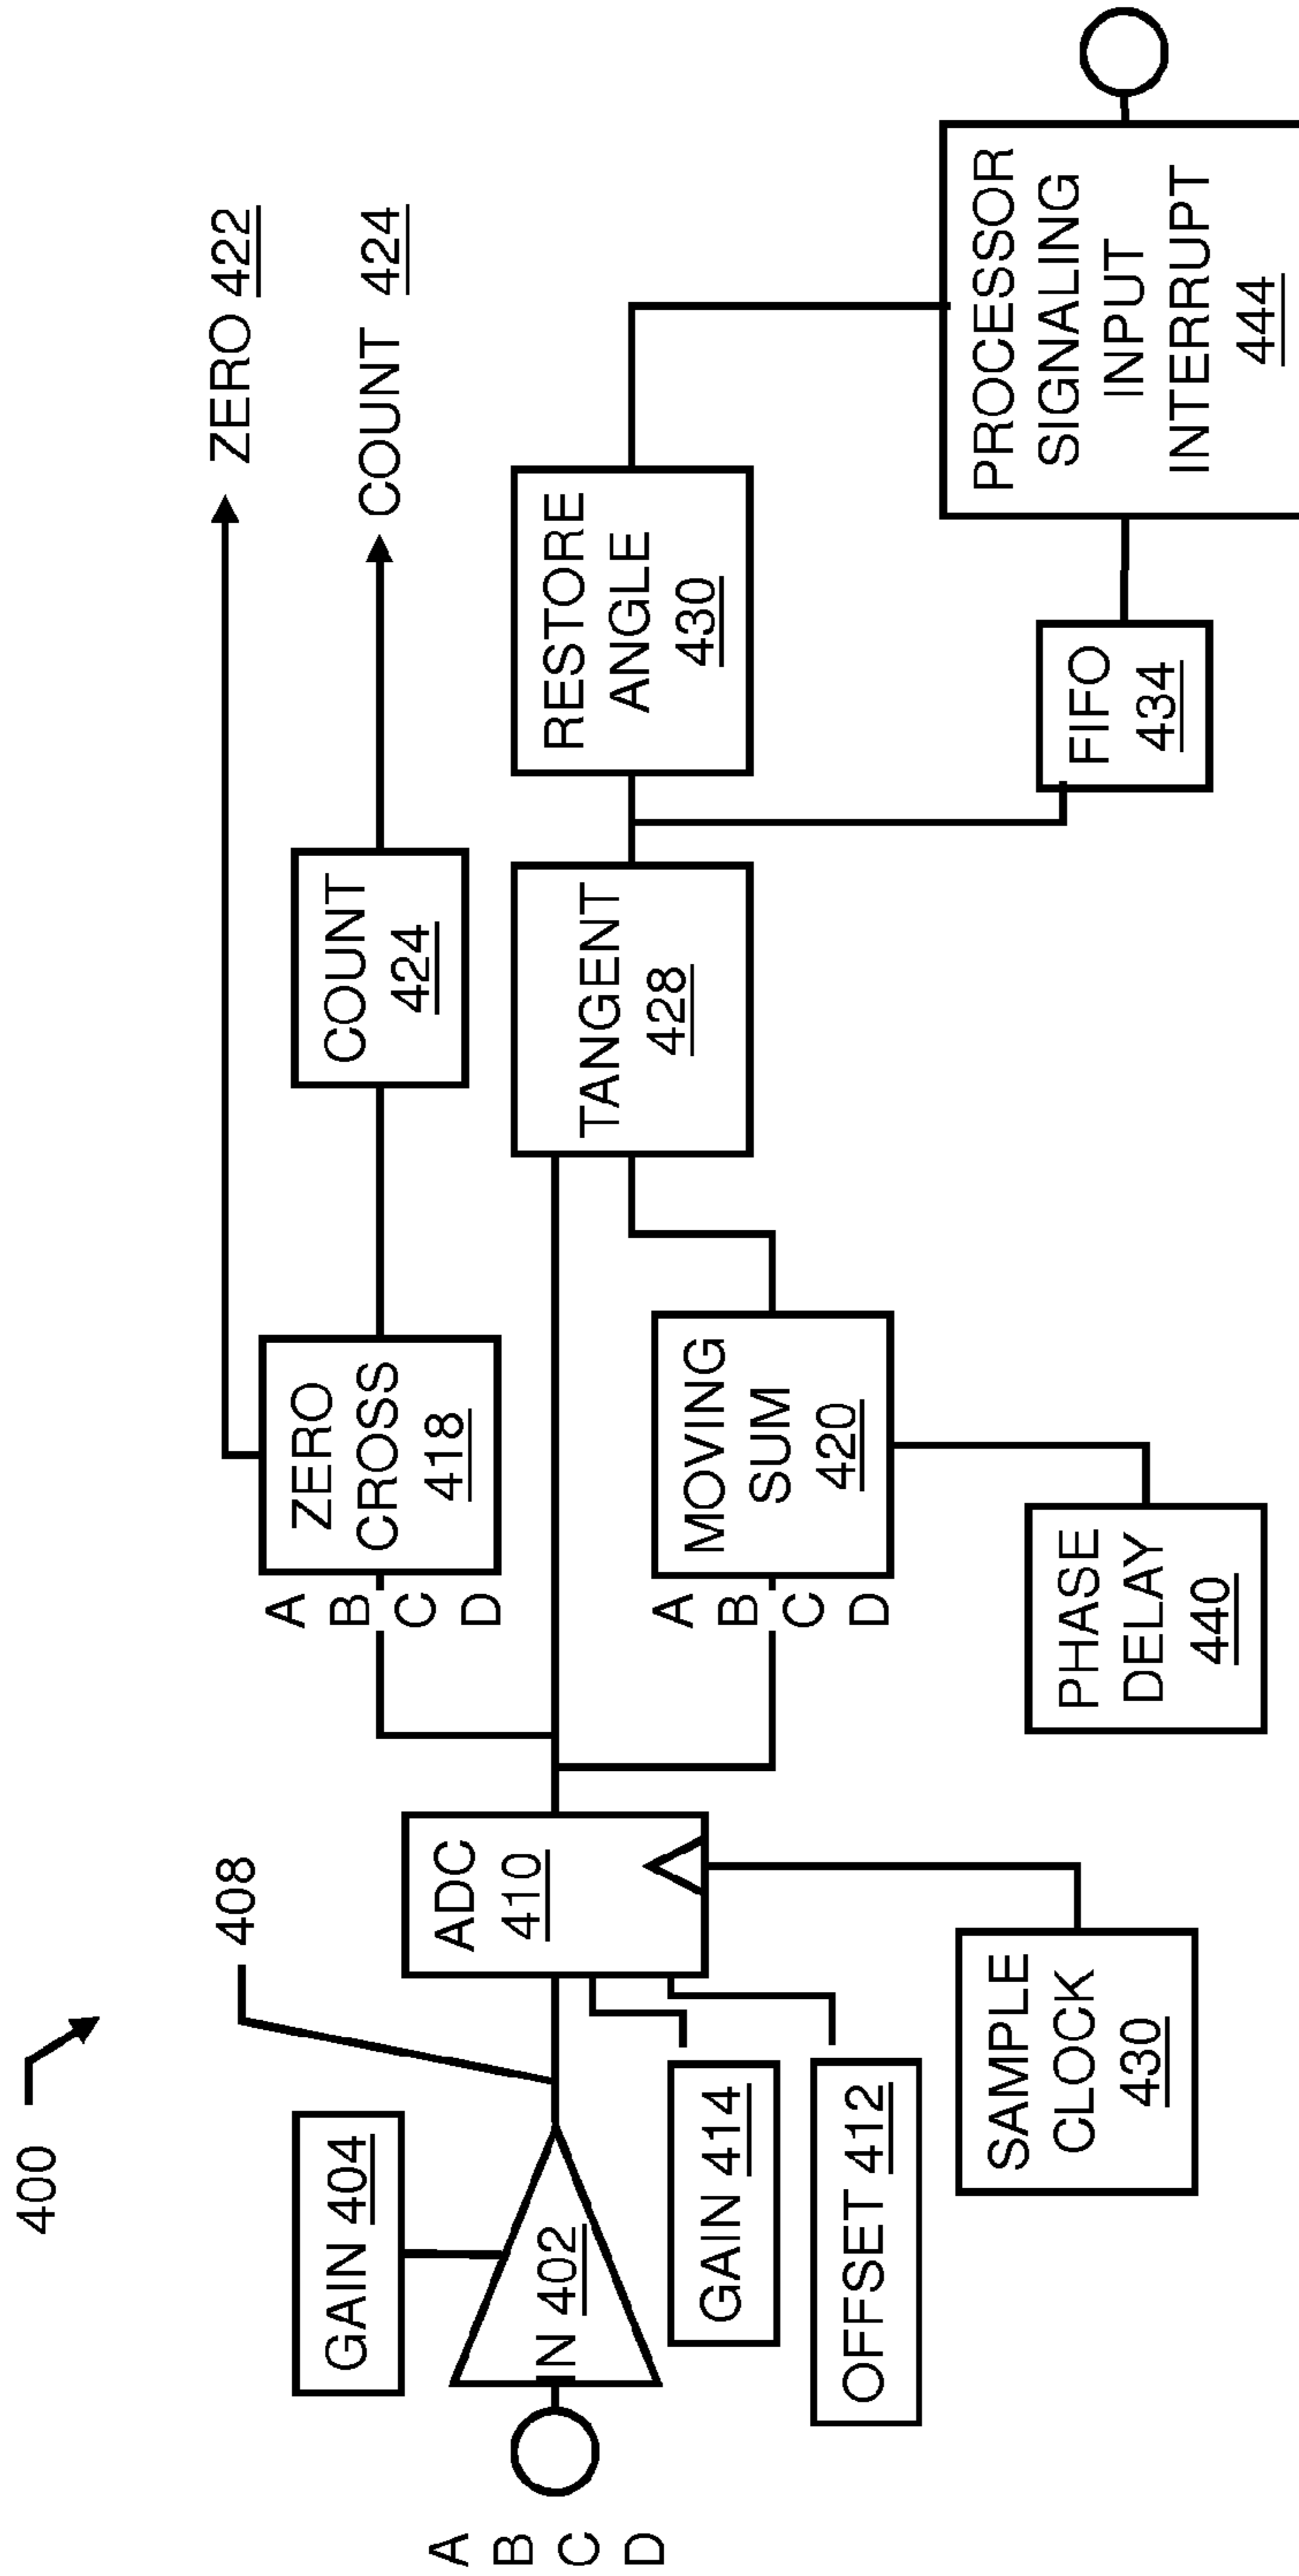 400
408
ZERO 422
COUNT 424
A
B
C
D
GAIN 404
IN 402
GAIN 414
OFFSET 412
ADC
410
SAMPLE
CLOCK
430
A
B
C
D
ZERO
CROSS
418
COUNT
424
A
B
C
D
MOVING
SUM
420
PHASE
DELAY
440
TANGENT
428
RESTORE
ANGLE
430
FIFO
434
PROCESSOR
SIGNALING
INPUT
INTERRUPT
444